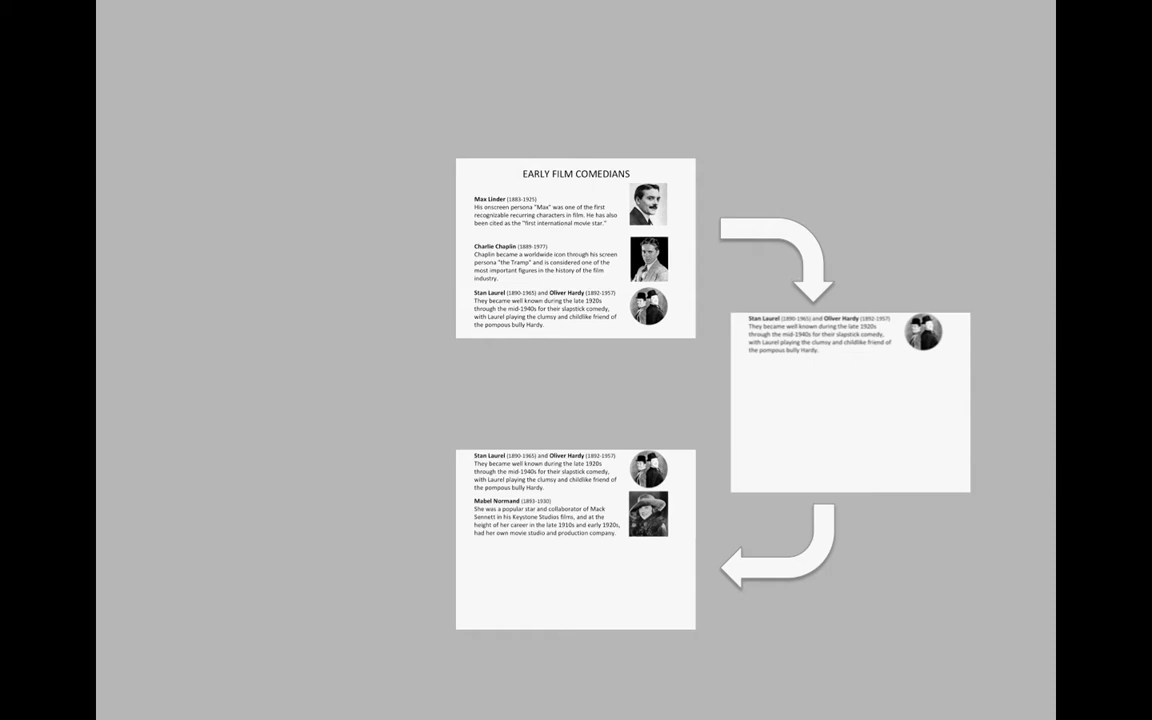 EARLY FILM COMEDIANS
Max Linder (1883-1925)
His onscreen persona "Max" was one of the first
recognizable recurring characters in film. He has also
been cited as the "first international movie star."
Charlie Chaplin (1889-1977)
Chaplin became a worldwide icon through his screen
persona "the Tramp" and is considered one of the
most important figures in the history of the film
industry.
Stan Laurel (1890-1965) and Oliver Hardy (1892-1957)
They became well known during the late 1920s
through the mid-1940s for their slapstick comedy,
with Laurel playing the clumsy and childlike friend of
the pompous bully Hardy.
Stan Laurel (1890-1965) and Oliver Hardy (1892-1957)
They became well known during the late 1920s
through the mid-1940s for their slapstick comedy,
with Laurel playing the clumsy and childlike friend of
the pompous bully Hardy.
Stan Laurel (1890-1965) and Oliver Hardy (1892-1957)
They became well known during the late 1920s
through the mid-1940s for their slapstick comedy,
with Laurel playing the clumsy and childlike friend of
the pompous bully Hardy.
Mabel Normand (1893-1930)
She was a popular star and collaborator of Mack
Sennett in his Keystone Studios films, and at the
height of her career in the late 1910s and early 1920s,
had her own movie studio and production company.